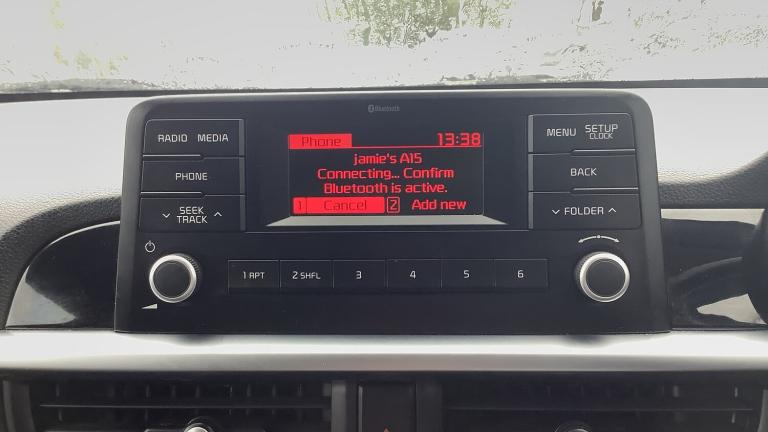 Bluetooth
RADIO MEDIA
PHONE
SEEK
TRACK
Phone 13:38
jamie's A15
Connecting... Confirm
Bluetooth is active.
1 Cancel 2 Add new
MENU SETUP
CLOCK
BACK
FOLDER
1 RPT 2 SHFL 3 4 5 6